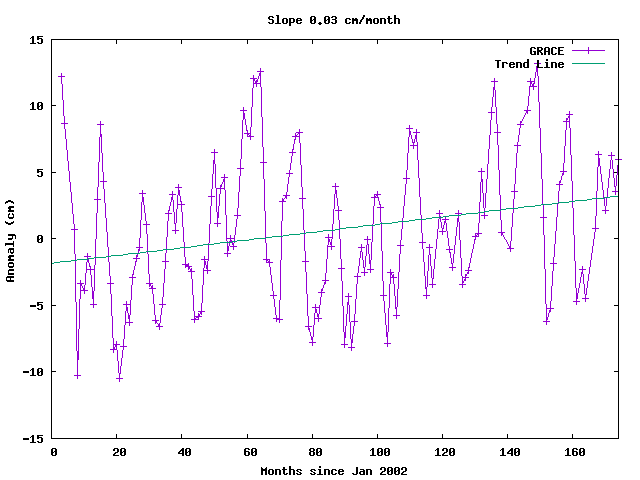 Slope 0.03 cm/month
GRACE
Trend Line
15
10
5
0
-5
-10
-15
Anomaly (cm)
0 20 40 60 80 100 120 140 160
Months since Jan 2002